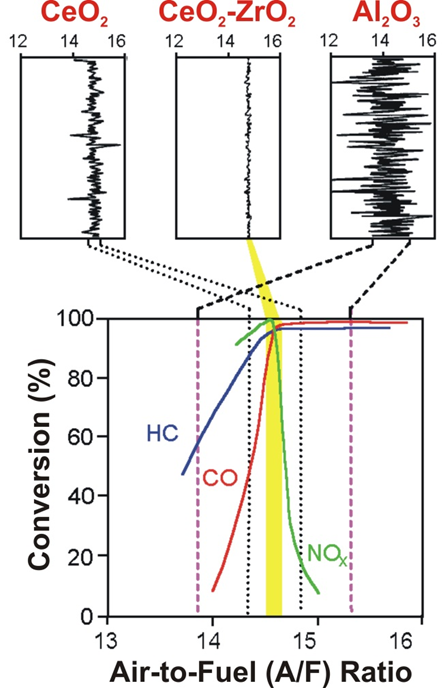 CeO₂ CeO₂-ZrO₂ Al₂O₃
12 14 16 12 14 16 12 14 16
100
80
60
40
20
0
Conversion (%)
HC
CO
NOₓ
13 14 15 16
Air-to-Fuel (A/F) Ratio